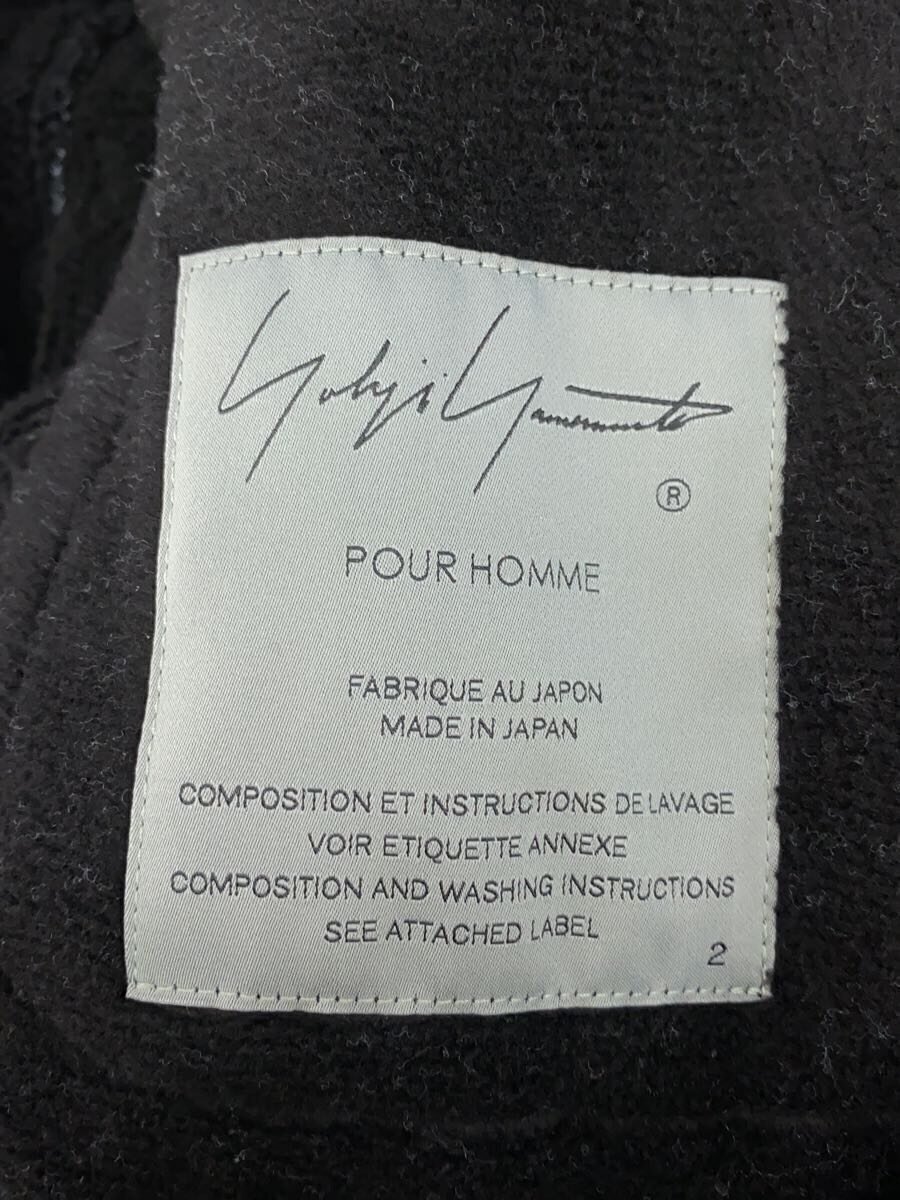 Yohji Yamamoto
®
POUR HOMME
FABRIQUE AU JAPON
MADE IN JAPAN
COMPOSITION ET INSTRUCTIONS DE LAVAGE
VOIR ETIQUETTE ANNEXE
COMPOSITION AND WASHING INSTRUCTIONS
SEE ATTACHED LABEL
2